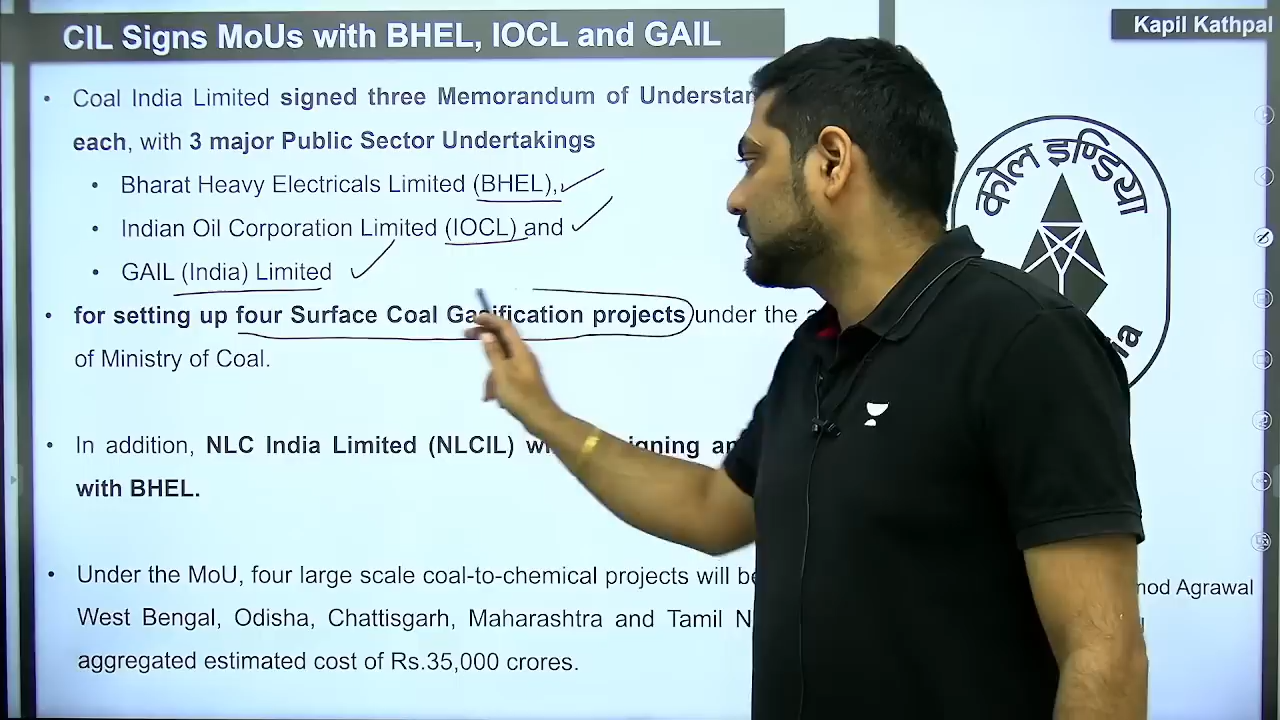 CIL Signs MoUs with BHEL, IOCL and GAIL
Kapil Kathpal
Coal India Limited signed three Memorandum of
each, with 3 major Public Sector Undertakings
Bharat Heavy Electricals Limited (BHEL),
Indian Oil Corporation Limited (IOCL) and
GAIL (India) Limited
for setting up four Surface Coal Gasification projects under the
of Ministry of Coal.
In addition, NLC India Limited (NLCIL)
with BHEL.
Under the MoU, four large scale coal-to-chemical projects will
West Bengal, Odisha, Chattisgarh, Maharashtra and Tamil
aggregated estimated cost of Rs.35,000 crores.
कोल इण्डिया
Agrawal